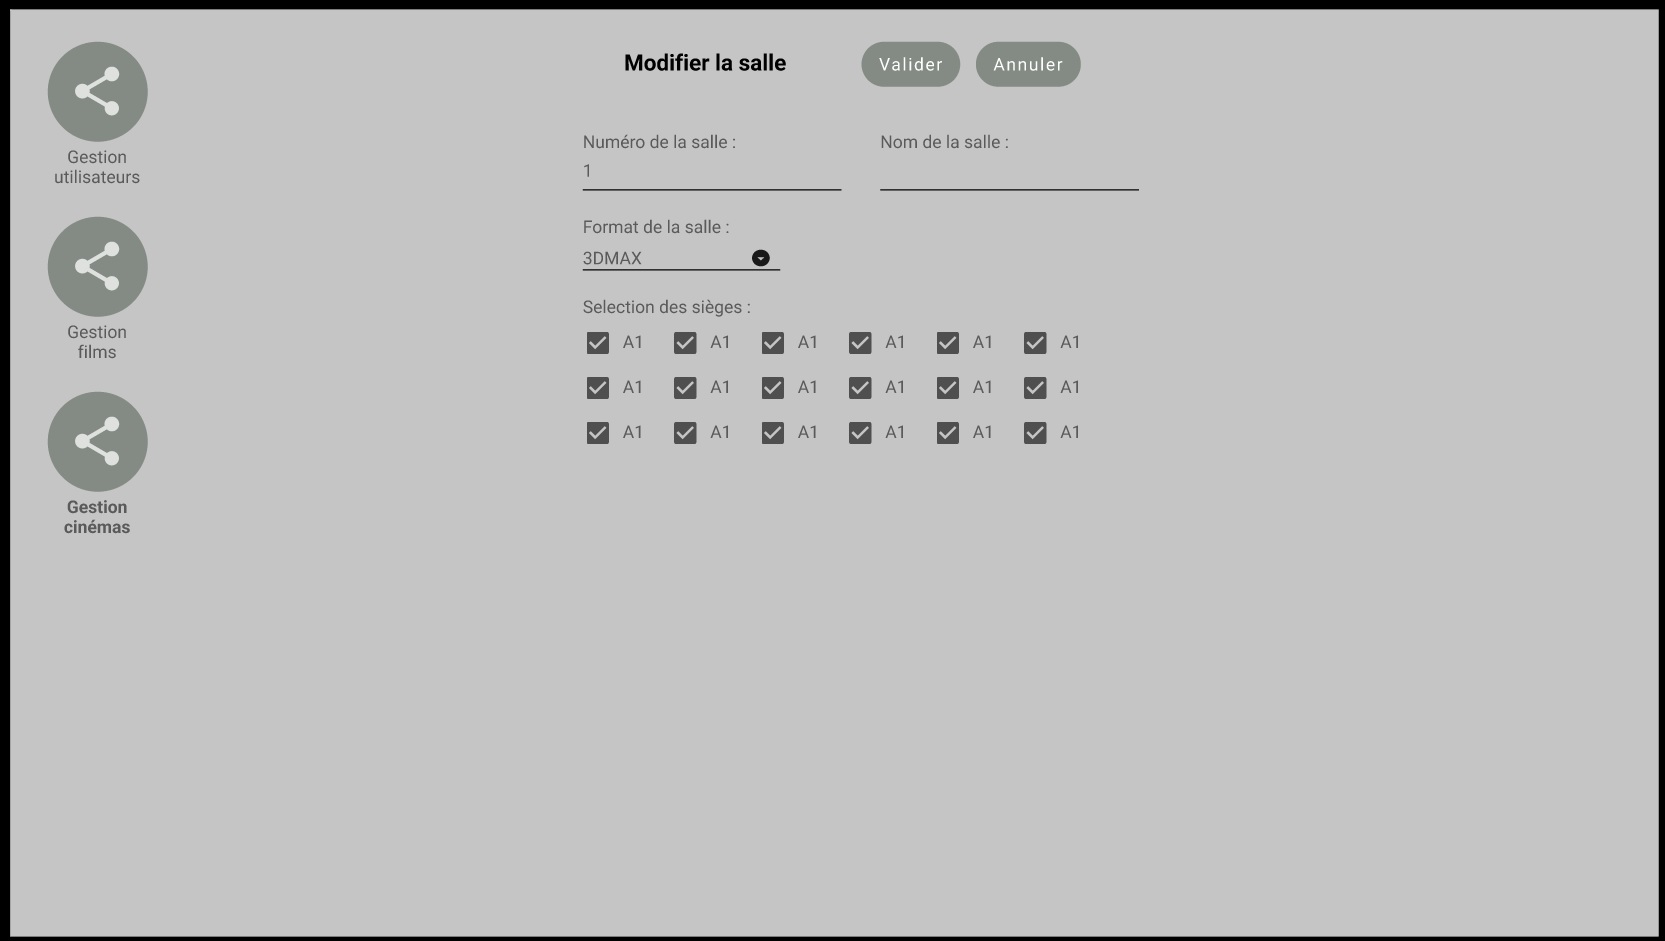 Modifier la salle
Valider
Annuler
Gestion
utilisateurs
Gestion
films
Gestion
cinémas
Numéro de la salle :
1
Nom de la salle :
Format de la salle :
3DMAX
Selection des sièges :
A1 A1 A1 A1 A1 A1
A1 A1 A1 A1 A1 A1
A1 A1 A1 A1 A1 A1